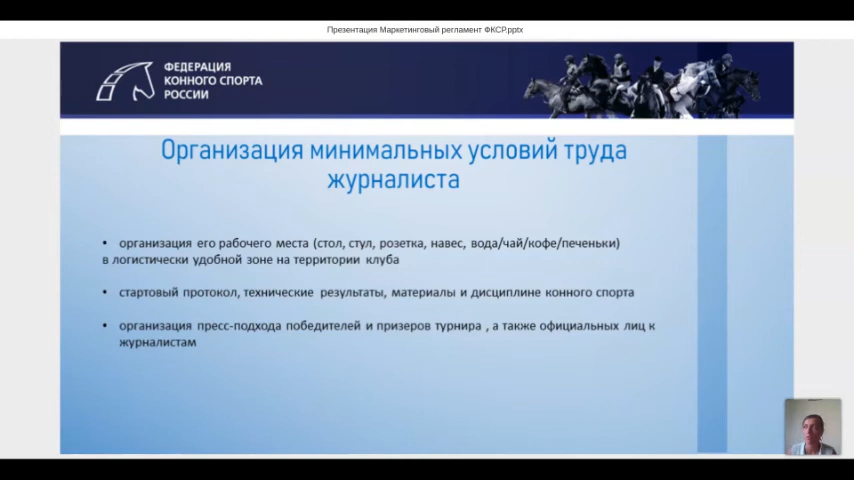 Презентация Маркетинговый регламент ФКСР.pptx
ФЕДЕРАЦИЯ
КОННОГО СПОРТА
РОССИИ
Организация минимальных условий труда
журналиста
• организация его рабочего места (стол, стул, розетка, навес, вода/чай/кофе/печеньки)
в логистически удобной зоне на территории клуба
• стартовый протокол, технические результаты, материалы и дисциплине конного спорта
• организация пресс-подхода победителей и призеров турнира , а также официальных лиц к
журналистам